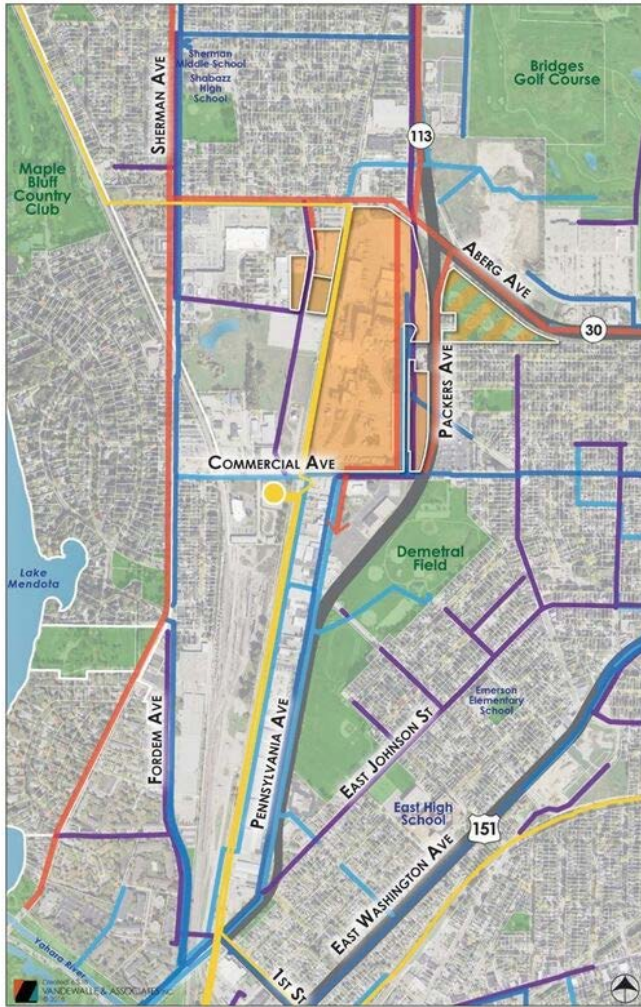 Sherman
Middle School
Shabazz
High
School
Bridges
Golf Course
SHERMAN AVE
113
Maple
Bluff
Country
Club
ABERG AVE
30
PACKERS AVE
COMMERCIAL AVE
Demetral
Field
Lake
Mendota
FORDEM AVE
PENNSYLVANIA AVE
EAST JOHNSON ST
Emerson
Elementary
School
East High
School
151
EAST WASHINGTON AVE
1ST ST
Yahara River
VANDEWALLE & ASSOCIATES INC.